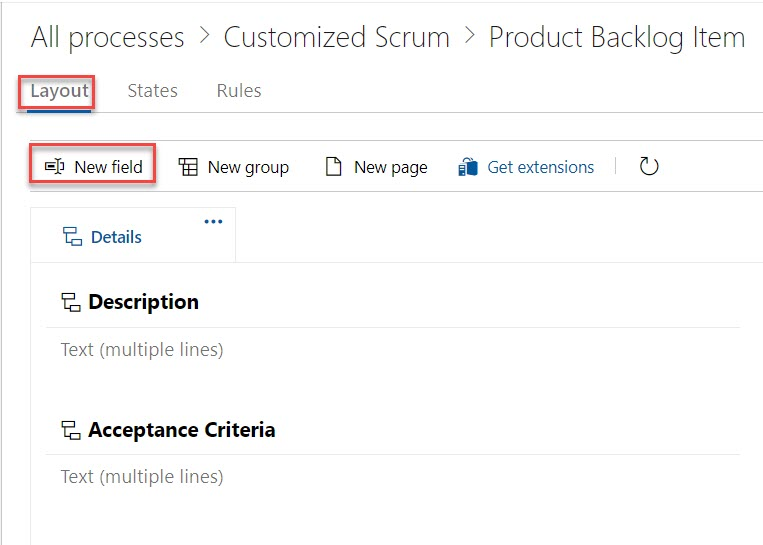 All processes > Customized Scrum > Product Backlog Item
Layout States Rules
New field New group New page Get extensions
Details ...
Description
Text (multiple lines)
Acceptance Criteria
Text (multiple lines)